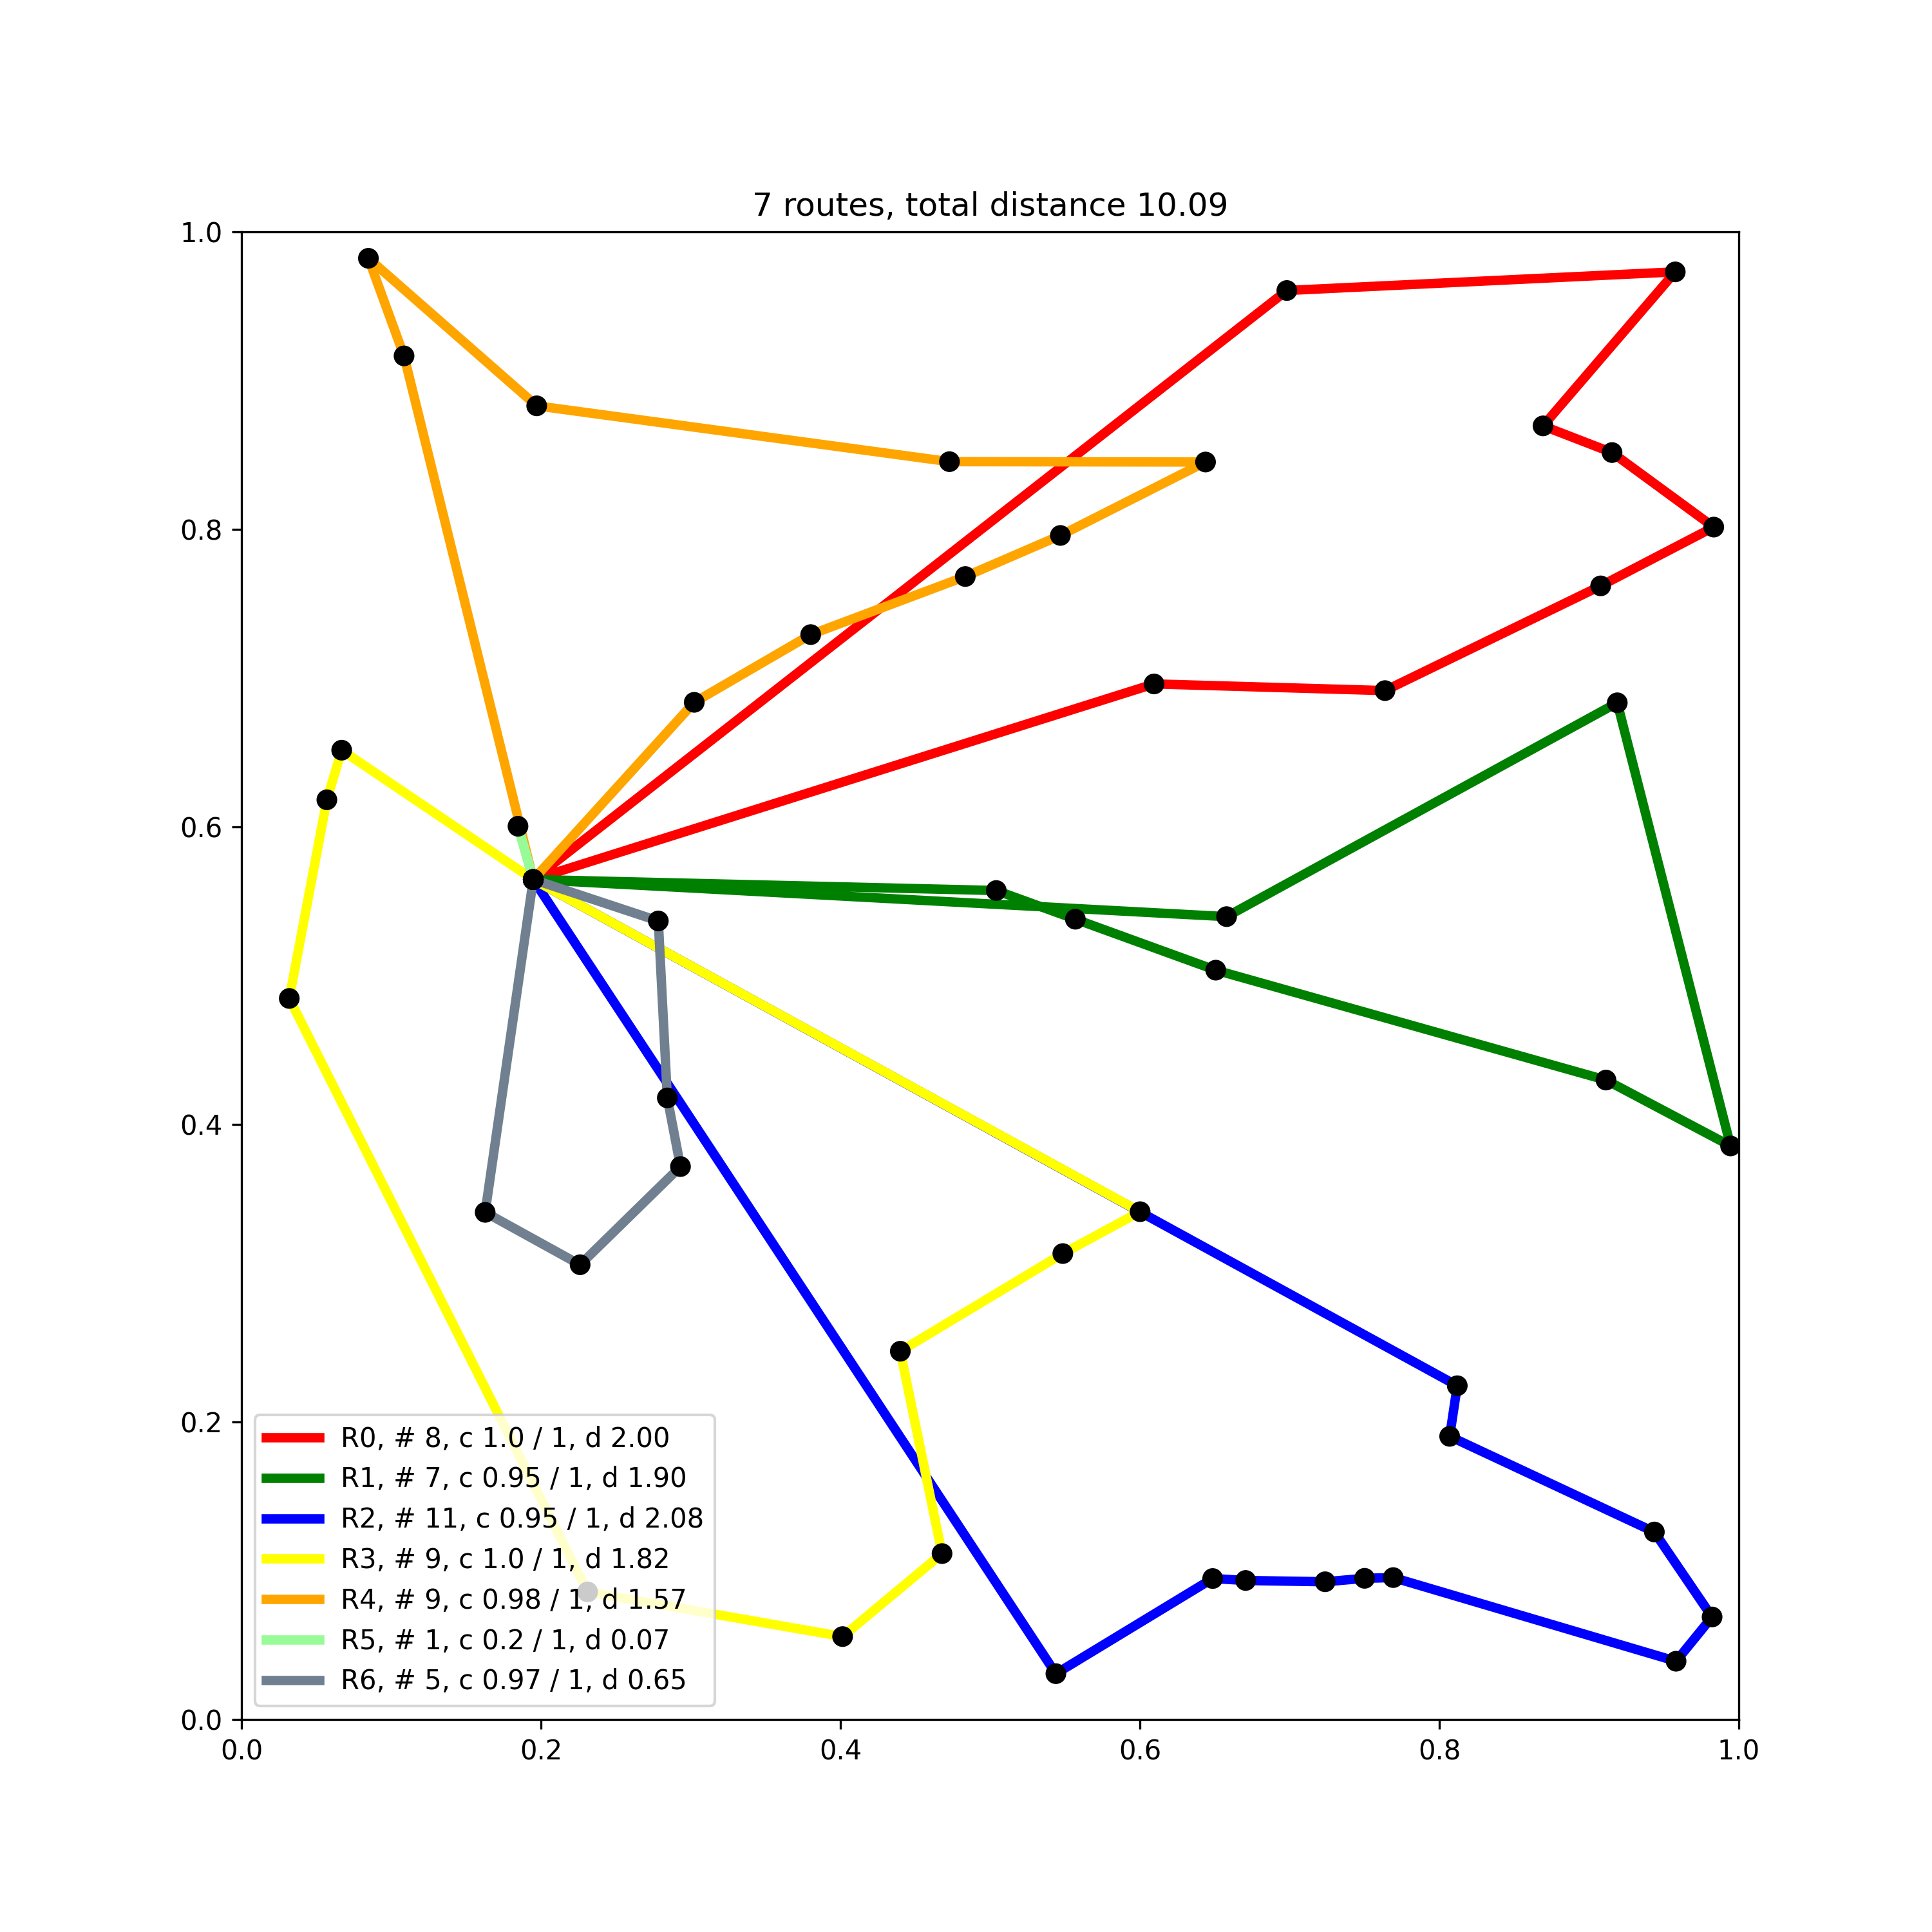 7 routes, total distance 10.09
1.0
0.8
0.6
0.4
0.2
0.0
R0, # 8, c 1.0 / 1, d 2.00
R1, # 7, c 0.95 / 1, d 1.90
R2, # 11, c 0.95 / 1, d 2.08
R3, # 9, c 1.0 / 1, d 1.82
R4, # 9, c 0.98 / 1, d 1.57
R5, # 1, c 0.2 / 1, d 0.07
R6, # 5, c 0.97 / 1, d 0.65
0.0 0.2 0.4 0.6 0.8 1.0